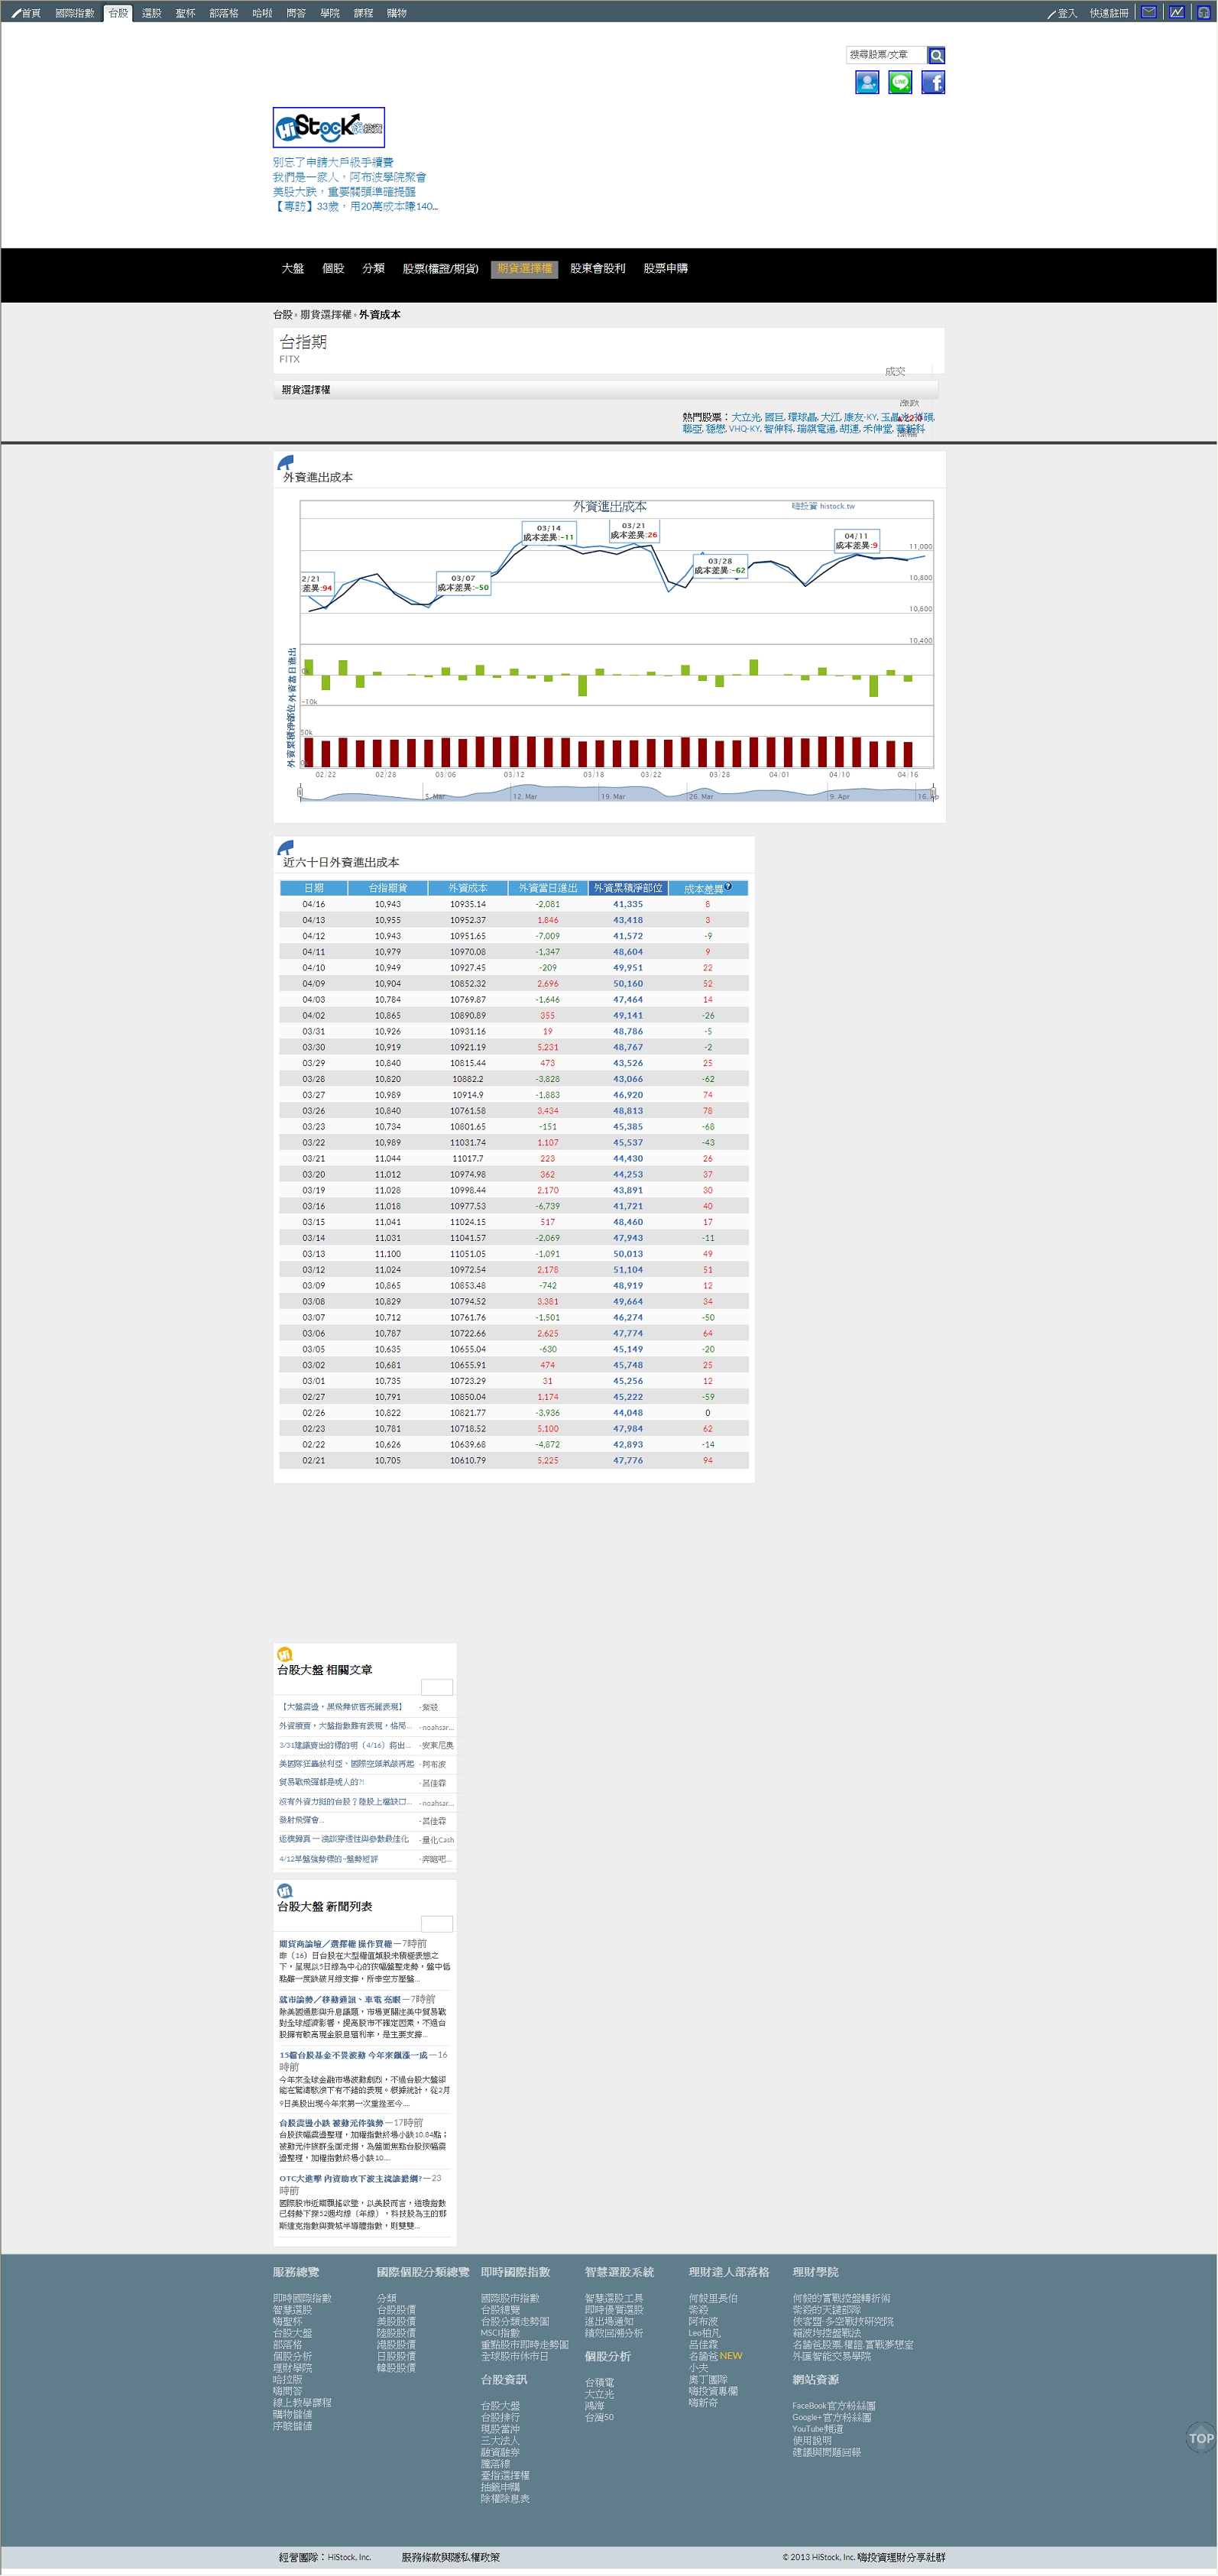 首頁 國際指數 台股 選股 聖杯 部落格 哈啦 問答 學院 課程 購物 登入 快速註冊
搜尋股票/文章
HiStock 嗨投資
別忘了申請大戶級手續費
我們是一家人，阿布波學院聚會
美股大跌，重要關頭準確提醒
【專訪】33歲，用20萬成本賺140...
大盤 個股 分類 股票(權證/期貨) 期貨選擇權 股東會股利 股票申購
台股 » 期貨選擇權 » 外資成本
台指期
FITX
成交
期貨選擇權
漲跌
熱門股票：大立光, 國巨, 環球晶, 大江, 康友-KY, 玉晶光,
聯亞, 穩懋, VHQ-KY, 智伸科, 瑞祺電通, 胡連, 禾伸堂,
外資進出成本
外資進出成本
嗨投資 histock.tw
2/21 差異:94
03/07 成本差異:-50
03/14 成本差異:-11
03/21 成本差異:26
03/28 成本差異:-62
04/11 成本差異:9
11,000
10,800
10,600
10,400
外資當日進出
0k
-10k
外資累積淨部位
50k
02/22 02/28 03/06 03/12 03/18 03/22 03/28 04/01 04/10 04/16
5. Mar 12. Mar 19. Mar 26. Mar 9. Apr 16. Ap
近六十日外資進出成本
日期 台指期貨 外資成本 外資當日進出 外資累積淨部位 成本差異
04/16 10,943 10935.14 -2,081 41,335 8
04/13 10,955 10952.37 1,846 43,418 3
04/12 10,943 10951.65 -7,009 41,572 -9
04/11 10,979 10970.08 -1,347 48,604 9
04/10 10,949 10927.45 -209 49,951 22
04/09 10,904 10852.32 2,696 50,160 52
04/03 10,784 10769.87 -1,646 47,464 14
04/02 10,865 10890.89 355 49,141 -26
03/31 10,926 10931.16 19 48,786 -5
03/30 10,919 10921.19 5,231 48,767 -2
03/29 10,840 10815.44 473 43,526 25
03/28 10,820 10882.2 -3,828 43,066 -62
03/27 10,989 10914.9 -1,883 46,920 74
03/26 10,840 10761.58 3,434 48,813 78
03/23 10,734 10801.65 -151 45,385 -68
03/22 10,989 11031.74 1,107 45,537 -43
03/21 11,044 11017.7 223 44,430 26
03/20 11,012 10974.98 362 44,253 37
03/19 11,028 10998.44 2,170 43,891 30
03/16 11,018 10977.53 -6,739 41,721 40
03/15 11,041 11024.15 517 48,460 17
03/14 11,031 11041.57 -2,069 47,943 -11
03/13 11,100 11051.05 -1,091 50,013 49
03/12 11,024 10972.54 2,178 51,104 51
03/09 10,865 10853.48 -742 48,919 12
03/08 10,829 10794.52 3,381 49,664 34
03/07 10,712 10761.76 -1,501 46,274 -50
03/06 10,787 10722.66 2,625 47,774 64
03/05 10,635 10655.04 -630 45,149 -20
03/02 10,681 10655.91 474 45,748 25
03/01 10,735 10723.29 31 45,256 12
02/27 10,791 10850.04 1,174 45,222 -59
02/26 10,822 10821.77 -3,936 44,048 0
02/23 10,781 10718.52 5,100 47,984 62
02/22 10,626 10639.68 -4,872 42,893 -14
02/21 10,705 10610.79 5,225 47,776 94
台股大盤 相關文章
【大盤震盪，黑飛舞依舊亮麗表現】 - 紫殺
外資續賣，大盤指數難有表現，格局... - noahsar...
3/31建議賣出的標的明（4/16）將出... - 安東尼奧
美國隊狂轟敘利亞、國際空頭氣燄再起 - 阿布波
貿易戰飛彈都是唬人的?! - 呂佳霖
沒有外資力挺的台股？陸股上檔缺口... - noahsar...
發射飛彈會... - 呂佳霖
返樸歸真 — 淺談穿透性與參數最佳化 - 量化Cash
4/12早盤強勢標的~盤勢短評 - 奔跑吧...
台股大盤 新聞列表
期貨商論壇／選擇權 操作買權 — 7時前
昨（16）日台股在大型權值類股未積極表態之
下，呈現以5日線為中心的狹幅盤整走勢，盤中低
點雖一度跌破月線支撐，所幸空方壓盤...
就市論勢／移動通訊、車電 亮眼 — 7時前
除美國通膨與升息議題，市場更關注美中貿易戰
對全球經濟影響，提高股市不確定因素，不過台
股擁有較高現金股息殖利率，是主要支撐...
15檔台股基金不畏波動 今年來飆漲一成 — 16
時前
今年來全球金融市場波動劇烈，不過台股大盤卻
能在驚濤駭浪下有不錯的表現。根據統計，從2月
9日美股出現今年來第一次重挫至今....
台股震盪小跌 被動元件強勢 — 17時前
台股狹幅震盪整理，加權指數終場小跌10.84點；
被動元件族群全面走揚，為盤面焦點台股狹幅震
盪整理，加權指數終場小跌10....
OTC大進擊 內資助攻下波主流誰搶鋼? — 23
時前
國際股市近期飄搖欲墜，以美股而言，道瓊指數
已弱勢下探52週均線（年線），科技股為主的那
斯達克指數與費城半導體指數，則雙雙...
服務總覽
即時國際指數
智慧選股
嗨聖杯
台股大盤
部落格
個股分析
理財學院
哈拉版
嗨問答
線上教學課程
購物儲值
序號儲值
國際個股分類總覽
分類
台股股價
美股股價
陸股股價
港股股價
日股股價
韓股股價
即時國際指數
國際股市指數
台股總覽
台股分類走勢圖
MSCI指數
重點股市即時走勢圖
全球股市休市日
台股資訊
台股大盤
台股排行
現股當沖
三大法人
融資融券
騰落線
臺指選擇權
抽籤申購
除權除息表
智慧選股系統
智慧選股工具
即時優質選股
進出場通知
績效回溯分析
個股分析
台積電
大立光
鴻海
台灣50
理財達人部落格
何毅里長伯
紫殺
阿布波
Leo柏凡
呂佳霖
名諭爸 NEW
小夫
奧丁團隊
嗨投資專欄
嗨新奇
理財學院
何毅的實戰控盤轉折術
紫殺的天鏈部隊
俠客盟-多空戰技研究院
箱波均控盤戰法
名諭爸股票.權證.實戰夢想室
外匯智能交易學院
網站資源
FaceBook官方粉絲團
Google+官方粉絲團
YouTube頻道
使用說明
建議與問題回報
TOP
經營團隊：HiStock, Inc. 服務條款與隱私權政策 © 2013 HiStock, Inc. 嗨投資理財分享社群